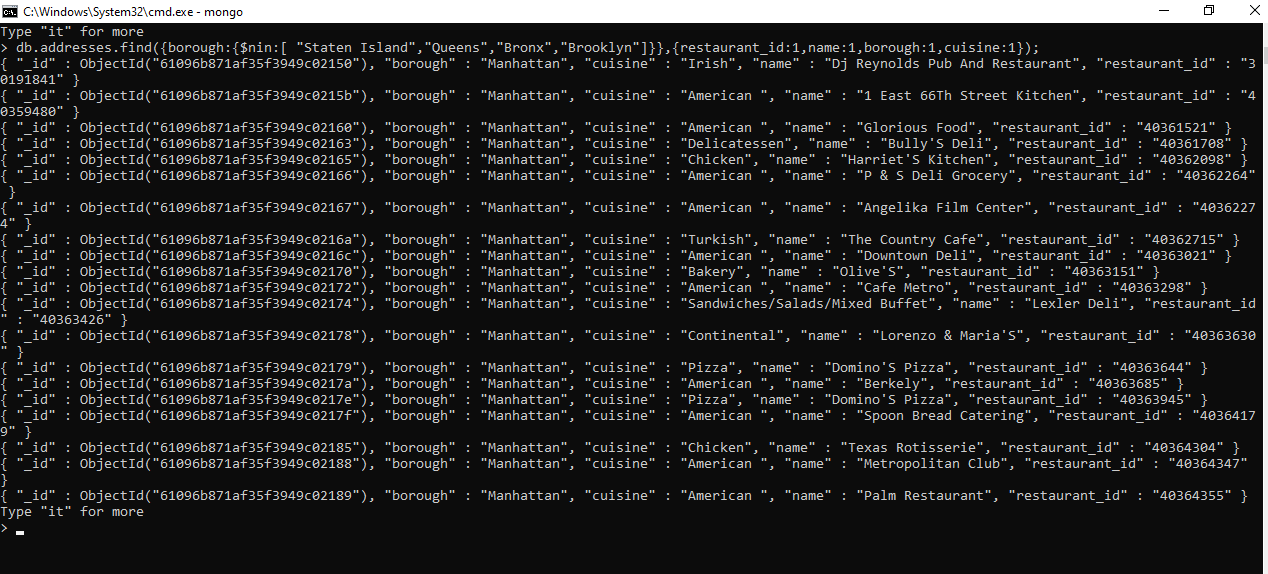 C:\Windows\System32\cmd.exe - mongo
Type "it" for more
> db.addresses.find({borough:{$nin:[ "Staten Island","Queens","Bronx","Brooklyn"]}},{restaurant_id:1,name:1,borough:1,cuisine:1});
{ "_id" : ObjectId("61096b871af35f3949c02150"), "borough" : "Manhattan", "cuisine" : "Irish", "name" : "Dj Reynolds Pub And Restaurant", "restaurant_id" : "3
0191841" }
{ "_id" : ObjectId("61096b871af35f3949c0215b"), "borough" : "Manhattan", "cuisine" : "American ", "name" : "1 East 66Th Street Kitchen", "restaurant_id" : "4
0359480" }
{ "_id" : ObjectId("61096b871af35f3949c02160"), "borough" : "Manhattan", "cuisine" : "American ", "name" : "Glorious Food", "restaurant_id" : "40361521" }
{ "_id" : ObjectId("61096b871af35f3949c02163"), "borough" : "Manhattan", "cuisine" : "Delicatessen", "name" : "Bully'S Deli", "restaurant_id" : "40361708" }
{ "_id" : ObjectId("61096b871af35f3949c02165"), "borough" : "Manhattan", "cuisine" : "Chicken", "name" : "Harriet'S Kitchen", "restaurant_id" : "40362098" }
{ "_id" : ObjectId("61096b871af35f3949c02166"), "borough" : "Manhattan", "cuisine" : "American ", "name" : "P & S Deli Grocery", "restaurant_id" : "40362264"
 }
{ "_id" : ObjectId("61096b871af35f3949c02167"), "borough" : "Manhattan", "cuisine" : "American ", "name" : "Angelika Film Center", "restaurant_id" : "4036227
4" }
{ "_id" : ObjectId("61096b871af35f3949c0216a"), "borough" : "Manhattan", "cuisine" : "Turkish", "name" : "The Country Cafe", "restaurant_id" : "40362715" }
{ "_id" : ObjectId("61096b871af35f3949c0216c"), "borough" : "Manhattan", "cuisine" : "American ", "name" : "Downtown Deli", "restaurant_id" : "40363021" }
{ "_id" : ObjectId("61096b871af35f3949c02170"), "borough" : "Manhattan", "cuisine" : "Bakery", "name" : "Olive'S", "restaurant_id" : "40363151" }
{ "_id" : ObjectId("61096b871af35f3949c02172"), "borough" : "Manhattan", "cuisine" : "American ", "name" : "Cafe Metro", "restaurant_id" : "40363298" }
{ "_id" : ObjectId("61096b871af35f3949c02174"), "borough" : "Manhattan", "cuisine" : "Sandwiches/Salads/Mixed Buffet", "name" : "Lexler Deli", "restaurant_id
" : "40363426" }
{ "_id" : ObjectId("61096b871af35f3949c02178"), "borough" : "Manhattan", "cuisine" : "Continental", "name" : "Lorenzo & Maria'S", "restaurant_id" : "40363630
" }
{ "_id" : ObjectId("61096b871af35f3949c02179"), "borough" : "Manhattan", "cuisine" : "Pizza", "name" : "Domino'S Pizza", "restaurant_id" : "40363644" }
{ "_id" : ObjectId("61096b871af35f3949c0217a"), "borough" : "Manhattan", "cuisine" : "American ", "name" : "Berkely", "restaurant_id" : "40363685" }
{ "_id" : ObjectId("61096b871af35f3949c0217e"), "borough" : "Manhattan", "cuisine" : "Pizza", "name" : "Domino'S Pizza", "restaurant_id" : "40363945" }
{ "_id" : ObjectId("61096b871af35f3949c0217f"), "borough" : "Manhattan", "cuisine" : "American ", "name" : "Spoon Bread Catering", "restaurant_id" : "4036417
9" }
{ "_id" : ObjectId("61096b871af35f3949c02185"), "borough" : "Manhattan", "cuisine" : "Chicken", "name" : "Texas Rotisserie", "restaurant_id" : "40364304" }
{ "_id" : ObjectId("61096b871af35f3949c02188"), "borough" : "Manhattan", "cuisine" : "American ", "name" : "Metropolitan Club", "restaurant_id" : "40364347"
}
{ "_id" : ObjectId("61096b871af35f3949c02189"), "borough" : "Manhattan", "cuisine" : "American ", "name" : "Palm Restaurant", "restaurant_id" : "40364355" }
Type "it" for more
>